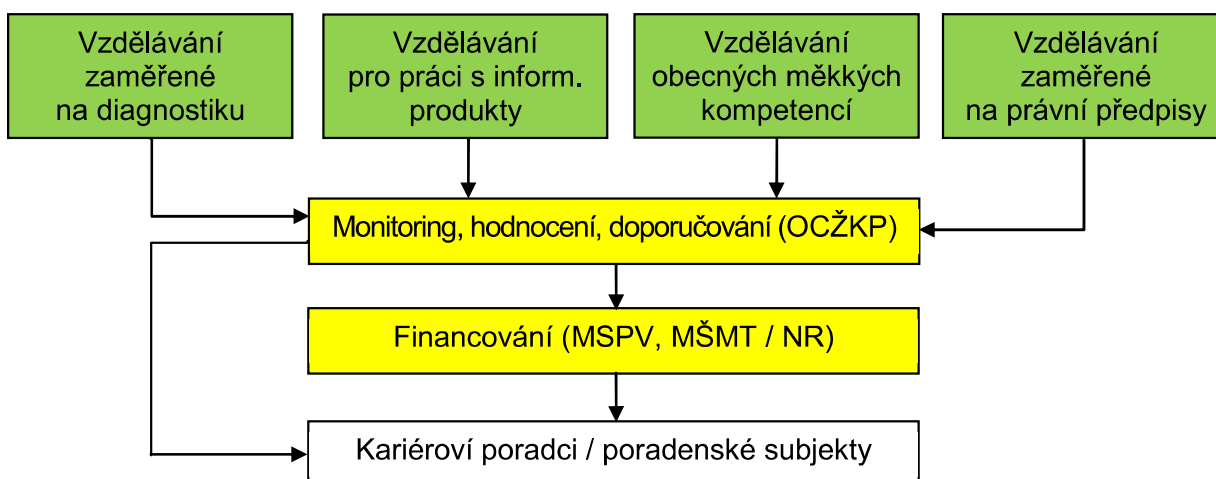 Vzdělávání
zaměřené
na diagnostiku
Vzdělávání
pro práci s inform.
produkty
Vzdělávání
obecných měkkých
kompetencí
Vzdělávání
zaměřené
na právní předpisy
Monitoring, hodnocení, doporučování (OCŽKP)
Financování (MSPV, MŠMT / NR)
Kariéroví poradci / poradenské subjekty